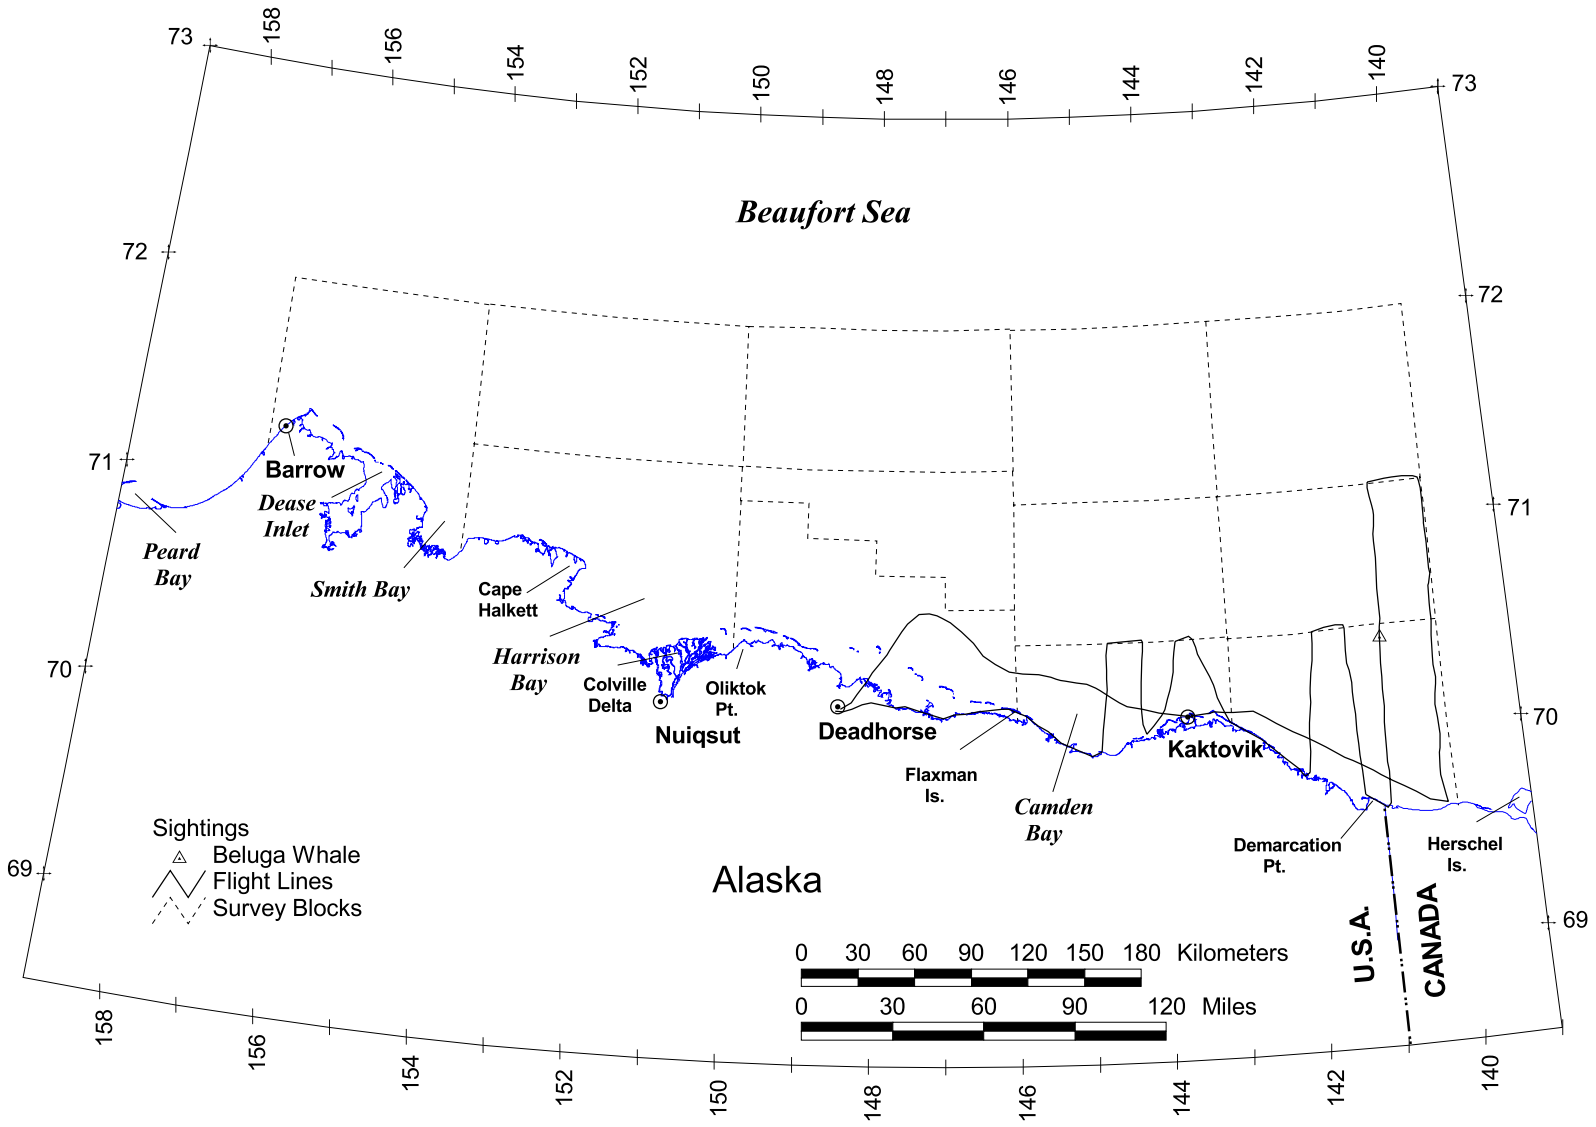 158
156
154
152
150
148
146
144
142
140
73
73
Beaufort Sea
72
72
71
71
Barrow
Dease
Inlet
Peard
Bay
Smith Bay
Cape
Halkett
Harrison
Bay
70
70
Colville
Delta
Oliktok
Pt.
Nuiqsut
Deadhorse
Kaktovik
Flaxman
Is.
Camden
Bay
Demarcation
Pt.
Herschel
Is.
Sightings
Beluga Whale
Flight Lines
Survey Blocks
69
69
Alaska
U.S.A.
CANADA
0 30 60 90 120 150 180 Kilometers
0 30 60 90 120 Miles
158
156
154
152
150
148
146
144
142
140